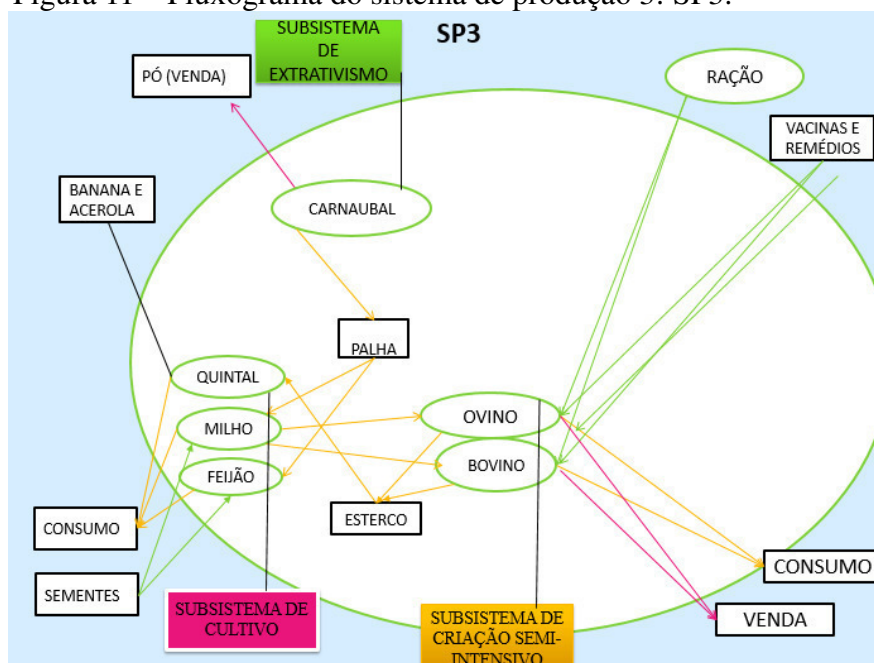 Figura 11 – Fluxograma do sistema de produção 3: SP3.
SUBSISTEMA
DE
EXTRATIVISMO
SP3
PÓ (VENDA)
RAÇÃO
VACINAS E
REMÉDIOS
BANANA E
ACEROLA
CARNAUBAL
PALHA
QUINTAL
MILHO
FEIJÃO
OVINO
BOVINO
ESTERCO
CONSUMO
SEMENTES
CONSUMO
VENDA
SUBSISTEMA DE
CULTIVO
SUBSISTEMA DE
CRIAÇÃO SEMI-
INTENSIVO